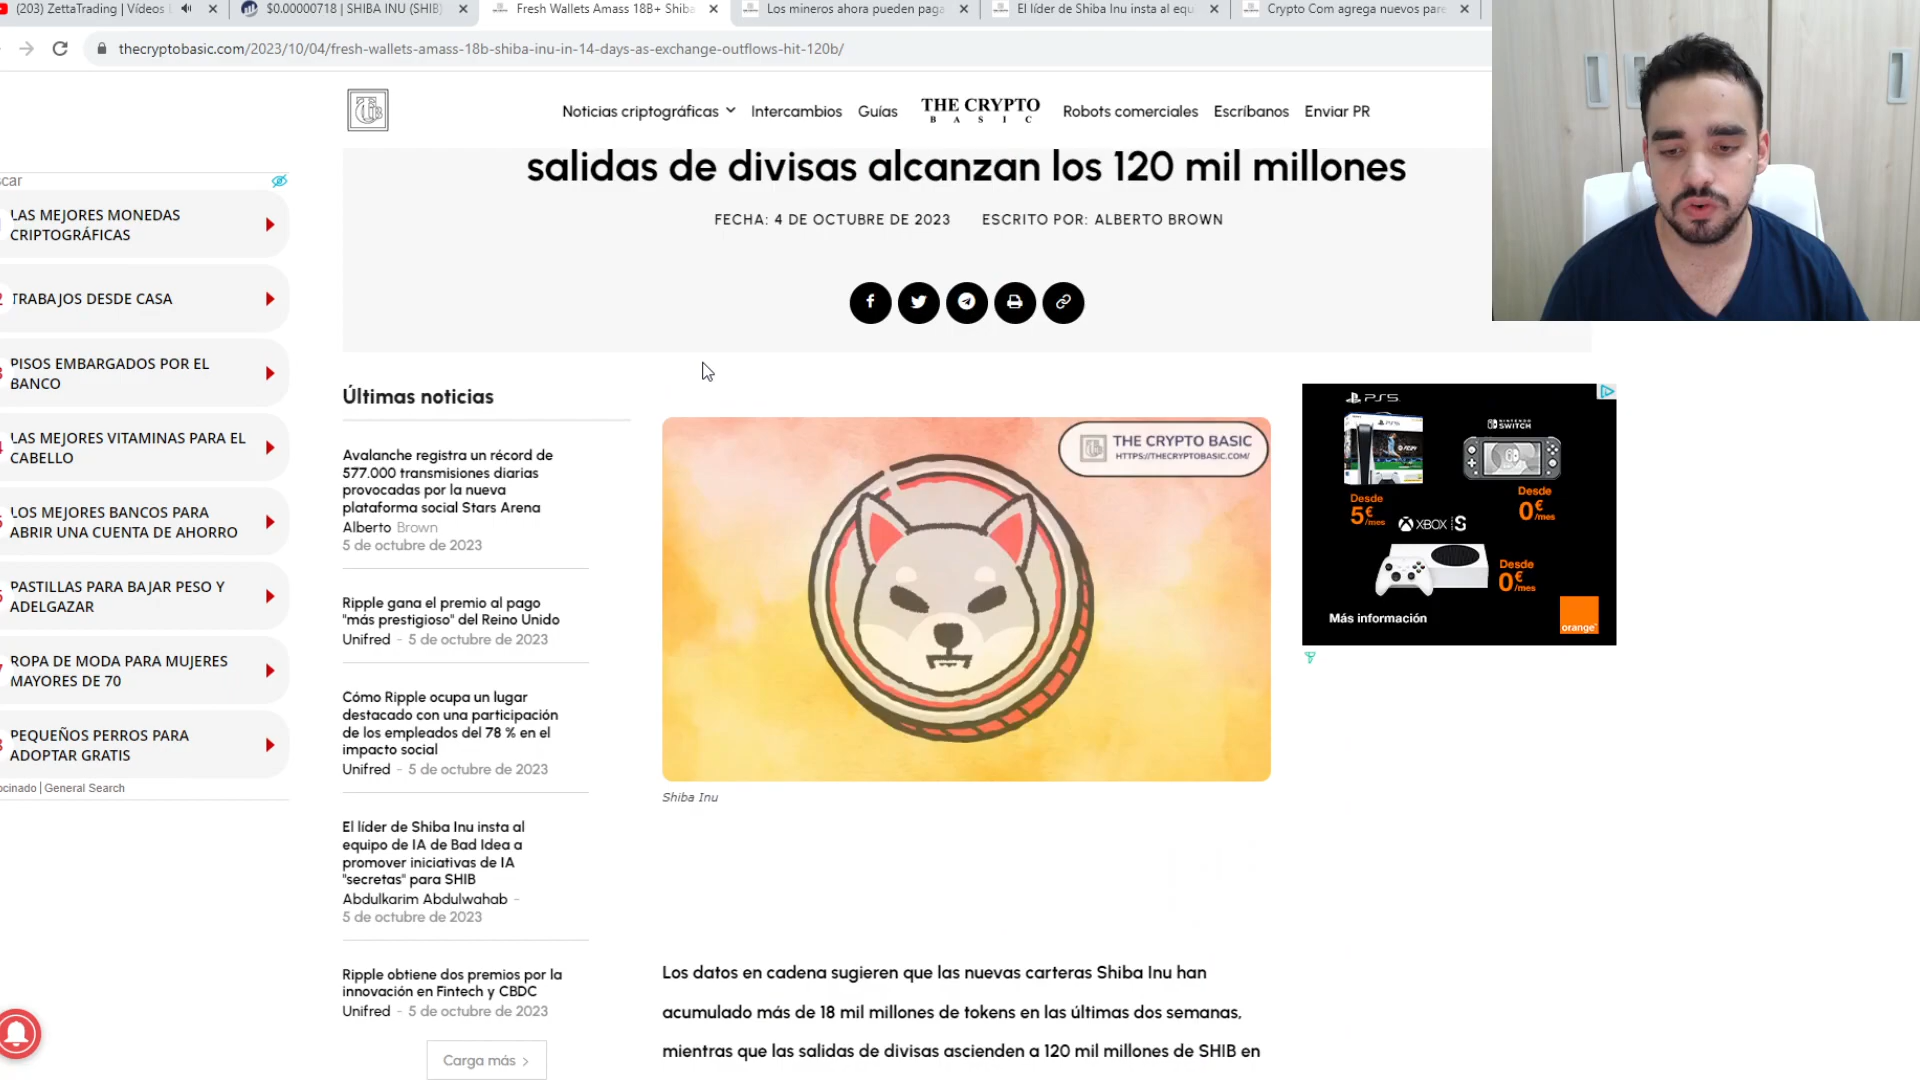 (203) ZettaTrading | Vídeos
$0.00000718 | SHIBA INU (SHIB)
Fresh Wallets Amass 18B+ Shiba
Los mineros ahora pueden paga
El líder de Shiba Inu insta al equ
Crypto Com agrega nuevos pare
thecryptobasic.com/2023/10/04/fresh-wallets-amass-18b-shiba-inu-in-14-days-as-exchange-outflows-hit-120b/
Noticias criptográficas
Intercambios
Guías
THE CRYPTO
BASIC
Robots comerciales
Escríbanos
Enviar PR
salidas de divisas alcanzan los 120 mil millones
FECHA: 4 DE OCTUBRE DE 2023
ESCRITO POR: ALBERTO BROWN
scar
LAS MEJORES MONEDAS
CRIPTOGRÁFICAS
2 TRABAJOS DESDE CASA
3 PISOS EMBARGADOS POR EL
BANCO
4 LAS MEJORES VITAMINAS PARA EL
CABELLO
5 LOS MEJORES BANCOS PARA
ABRIR UNA CUENTA DE AHORRO
6 PASTILLAS PARA BAJAR PESO Y
ADELGAZAR
7 ROPA DE MODA PARA MUJERES
MAYORES DE 70
8 PEQUEÑOS PERROS PARA
ADOPTAR GRATIS
ocinado | General Search
Últimas noticias
Avalanche registra un récord de
577.000 transmisiones diarias
provocadas por la nueva
plataforma social Stars Arena
Alberto Brown
5 de octubre de 2023
Ripple gana el premio al pago
"más prestigioso" del Reino Unido
Unifred - 5 de octubre de 2023
Cómo Ripple ocupa un lugar
destacado con una participación
de los empleados del 78 % en el
impacto social
Unifred - 5 de octubre de 2023
El líder de Shiba Inu insta al
equipo de IA de Bad Idea a
promover iniciativas de IA
"secretas" para SHIB
Abdulkarim Abdulwahab -
5 de octubre de 2023
Ripple obtiene dos premios por la
innovación en Fintech y CBDC
Unifred - 5 de octubre de 2023
Carga más
THE CRYPTO BASIC
HTTPS://THECRYPTOBASIC.COM/
Shiba Inu
Los datos en cadena sugieren que las nuevas carteras Shiba Inu han
acumulado más de 18 mil millones de tokens en las últimas dos semanas,
mientras que las salidas de divisas ascienden a 120 mil millones de SHIB en
PS5
NINTENDO
SWITCH
Desde
5€/mes
Desde
0€/mes
XBOX S
Desde
0€/mes
Más información
orange